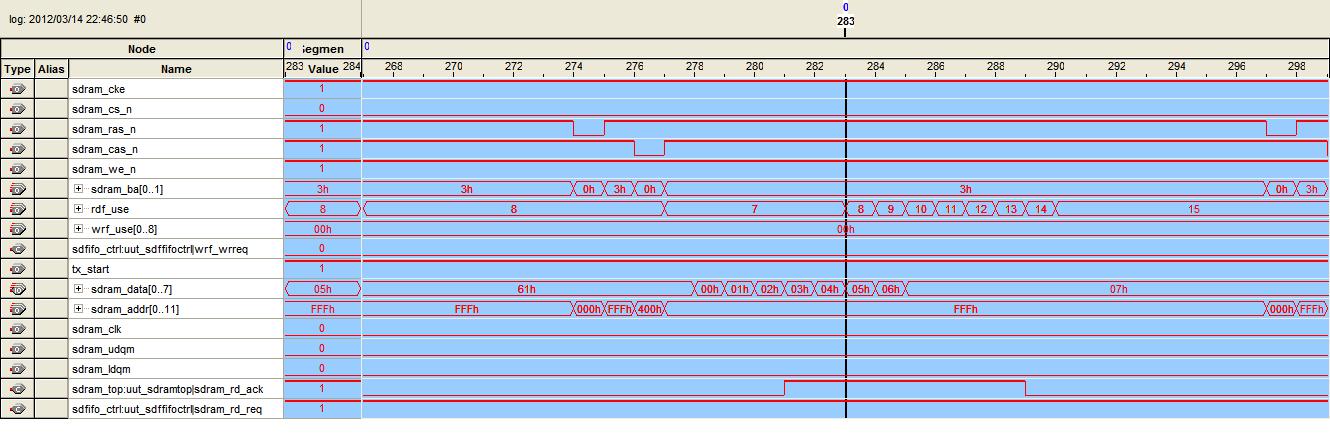 log: 2012/03/14 22:46:50 #0
0
283
Node 0 Segmen 0
Type Alias Name 283 Value 284 268 270 272 274 276 278 280 282 284 286 288 290 292 294 296 298
sdram_cke 1
sdram_cs_n 0
sdram_ras_n 1
sdram_cas_n 1
sdram_we_n 1
sdram_ba[0..1] 3h 3h 0h 3h 0h 3h 0h 3h
rdf_use 8 8 7 8 9 10 11 12 13 14 15
wrf_use[0..8] 00h 00h
sdfifo_ctrl:uut_sdffifoctrl|wrf_wrreq 0
tx_start 1
sdram_data[0..7] 05h 61h 00h 01h 02h 03h 04h 05h 06h 07h
sdram_addr[0..11] FFFh FFFh 000h FFFh 400h FFFh 000h FFFh
sdram_clk 0
sdram_udqm 0
sdram_ldqm 0
sdram_top:uut_sdramtop|sdram_rd_ack 1
sdfifo_ctrl:uut_sdffifoctrl|sdram_rd_req 1